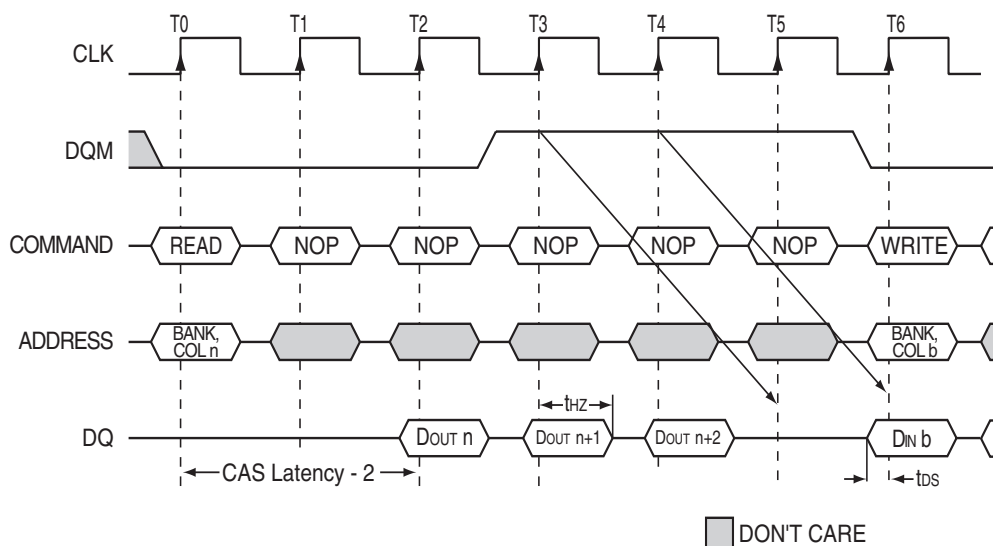 T0 T1 T2 T3 T4 T5 T6
CLK
DQM
COMMAND READ NOP NOP NOP NOP NOP WRITE
ADDRESS BANK, COL n BANK, COL b
tHZ
DQ DOUT n DOUT n+1 DOUT n+2 DIN b
CAS Latency - 2 tDS
DON'T CARE